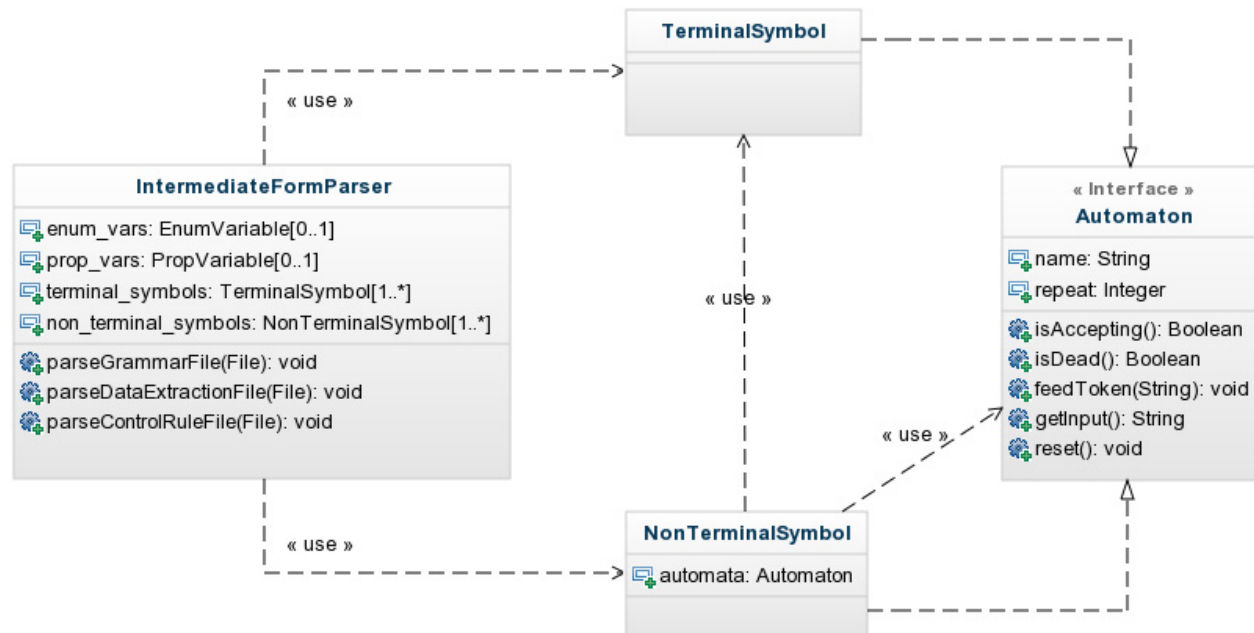 TerminalSymbol
« use »
IntermediateFormParser
enum_vars: EnumVariable[0..1]
prop_vars: PropVariable[0..1]
terminal_symbols: TerminalSymbol[1..*]
non_terminal_symbols: NonTerminalSymbol[1..*]
parseGrammarFile(File): void
parseDataExtractionFile(File): void
parseControlRuleFile(File): void
« use »
« Interface »
Automaton
name: String
repeat: Integer
isAccepting(): Boolean
isDead(): Boolean
feedToken(String): void
getInput(): String
reset(): void
« use »
« use »
NonTerminalSymbol
automata: Automaton